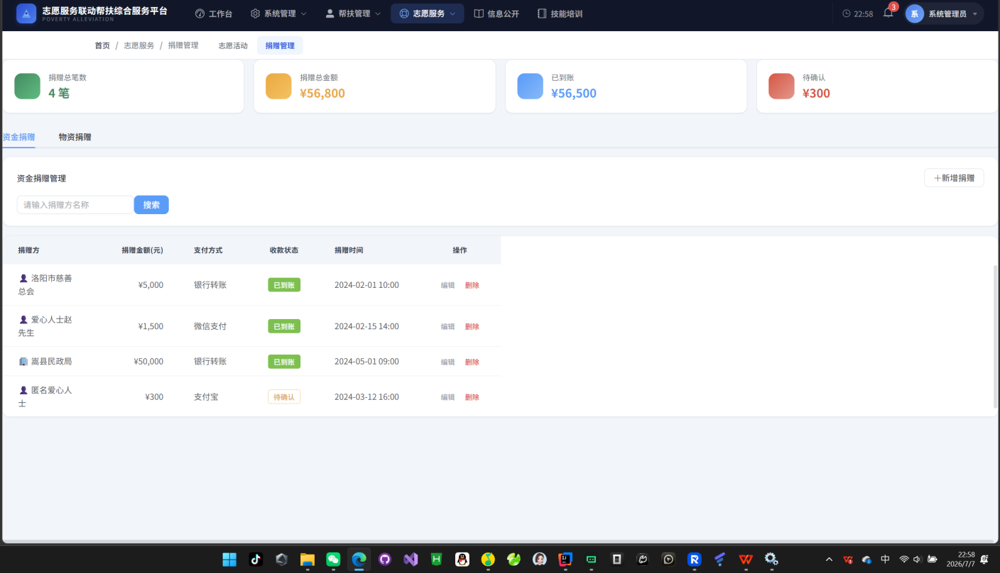 志愿服务联动帮扶综合服务平台
POVERTY ALLEVIATION
工作台
系统管理
帮扶管理
志愿服务
信息公开
技能培训
22:58
3
系
系统管理员
首页 / 志愿服务 / 捐赠管理
志愿活动
捐赠管理
捐赠总笔数
4 笔
捐赠总金额
¥56,800
已到账
¥56,500
待确认
¥300
资金捐赠
物资捐赠
资金捐赠管理
+新增捐赠
请输入捐赠方名称
搜索
捐赠方 捐赠金额(元) 支付方式 收款状态 捐赠时间 操作
洛阳市慈善
总会
¥5,000 银行转账 已到账 2024-02-01 10:00 编辑 删除
爱心人士赵
先生
¥1,500 微信支付 已到账 2024-02-15 14:00 编辑 删除
嵩县民政局 ¥50,000 银行转账 已到账 2024-05-01 09:00 编辑 删除
匿名爱心人
士
¥300 支付宝 待确认 2024-03-12 16:00 编辑 删除
中
22:58
2026/7/7